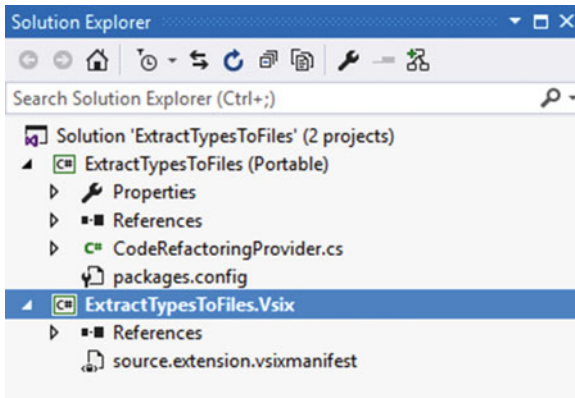 Solution Explorer
Search Solution Explorer (Ctrl+;)
Solution 'ExtractTypesToFiles' (2 projects)
C# ExtractTypesToFiles (Portable)
Properties
References
C# CodeRefactoringProvider.cs
packages.config
C# ExtractTypesToFiles.Vsix
References
source.extension.vsixmanifest